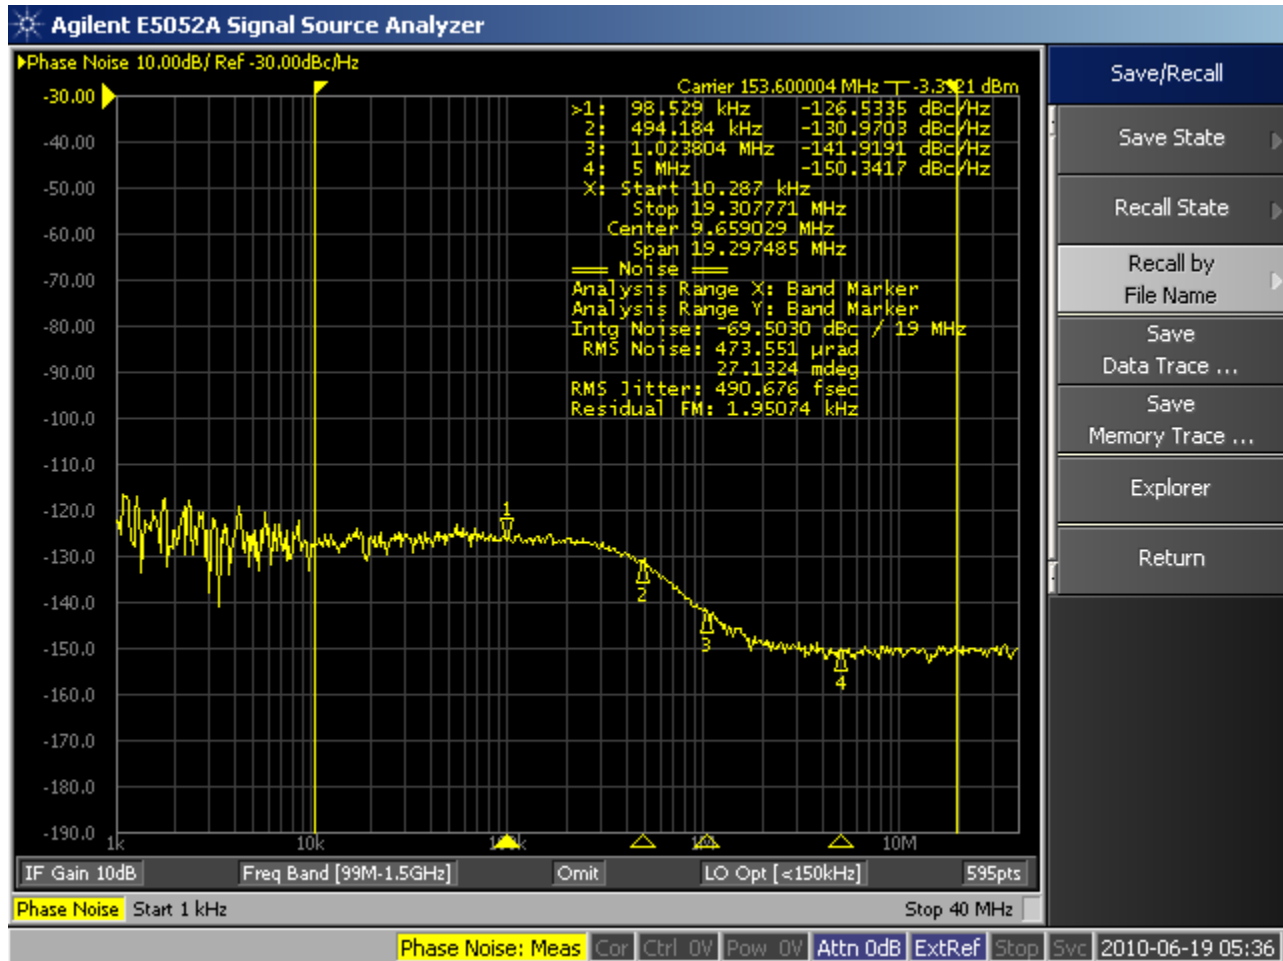 Agilent E5052A Signal Source Analyzer
Phase Noise 10.00dB/ Ref -30.00dBc/Hz
Carrier 153.600004 MHz
dBm
>1: 98.529 kHz -126.5335 dBc/Hz
2: 494.184 kHz -130.9703 dBc/Hz
3: 1.023804 MHz -141.9191 dBc/Hz
4: 5 MHz -150.3417 dBc/Hz
X: Start 10.287 kHz
Stop 19.307771 MHz
Center 9.659029 MHz
Span 19.297485 MHz
=== Noise ===
Analysis Range X: Band Marker
Analysis Range Y: Band Marker
Intg Noise: -69.5030 dBc / 19 MHz
RMS Noise: 473.551 µrad
27.1324 mdeg
RMS Jitter: 490.676 fsec
Residual FM: 1.95074 kHz
-30.00
-40.00
-50.00
-60.00
-70.00
-80.00
-90.00
-100.0
-110.0
-120.0
-130.0
-140.0
-150.0
-160.0
-170.0
-180.0
-190.0
1
2
3
4
1k
10k
10M
IF Gain 10dB
Freq Band [99M-1.5GHz]
Omit
LO Opt [<150kHz]
595pts
Phase Noise Start 1 kHz
Stop 40 MHz
Save/Recall
Save State
Recall State
Recall by
File Name
Save
Data Trace ...
Save
Memory Trace ...
Explorer
Return
Phase Noise: Meas Cor Ctrl 0V Pow 0V Attn 0dB ExtRef Stop Svc 2010-06-19 05:36